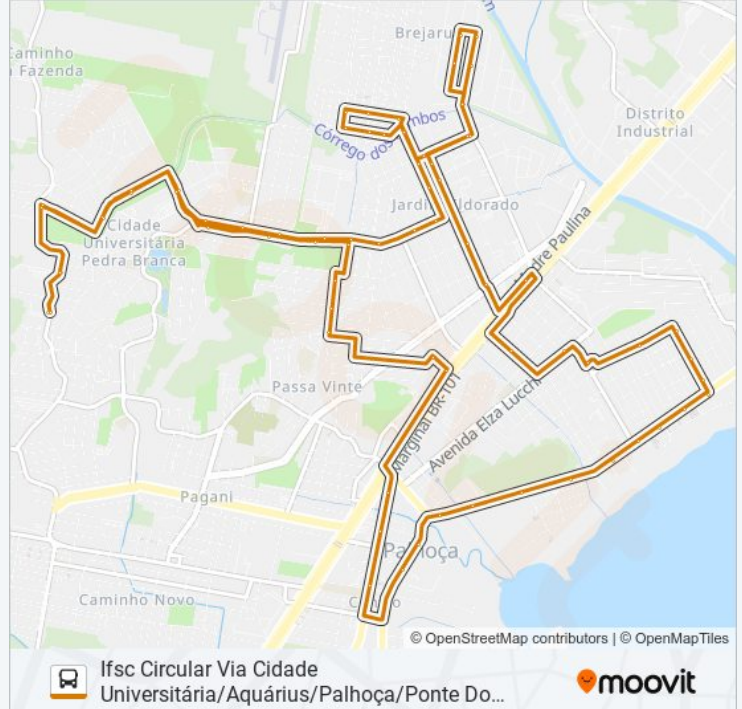 Brejaru
Caminho
a Fazenda
Córrego dos
mbos
Distrito
Industrial
Jardi
ldorado
Cidade
Universitária
Pedra Branca
dre Paulina
Passa Vinte
Marginal BR-101
Avenida Elza Lucchi
Pagani
Palhoça
Caminho Novo
© OpenStreetMap contributors | © OpenMapTiles
Ifsc Circular Via Cidade
Universitária/Aquárius/Palhoça/Ponte Do...
moovit